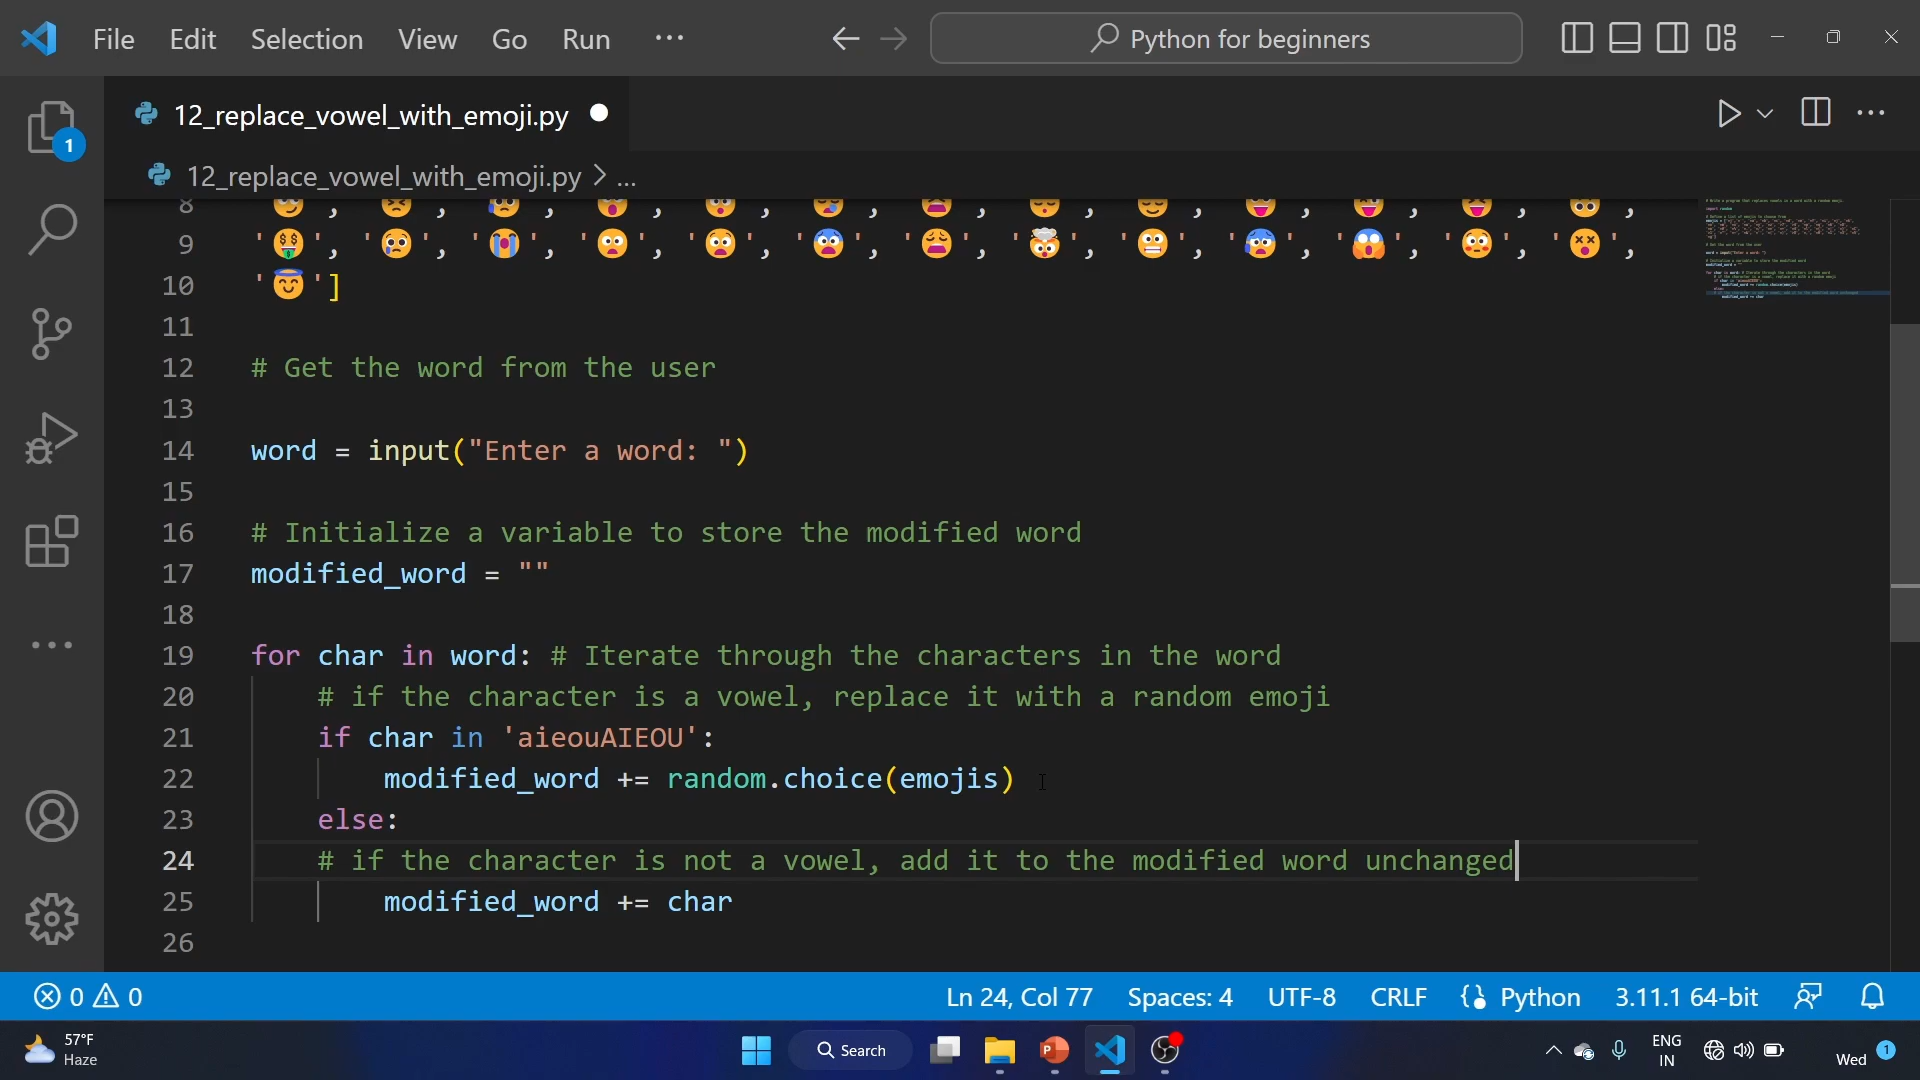 File Edit Selection View Go Run ··· Python for beginners
12_replace_vowel_with_emoji.py
1
12_replace_vowel_with_emoji.py > ...
8
9 '🤑', '😢', '😭', '😦', '😧', '😨', '😩', '🤯', '😬', '😰', '😱', '😳', '😵',
10 '😇']
11
12 # Get the word from the user
13
14 word = input("Enter a word: ")
15
16 # Initialize a variable to store the modified word
17 modified_word = ""
18
19 for char in word: # Iterate through the characters in the word
20 # if the character is a vowel, replace it with a random emoji
21 if char in 'aieouAIEOU':
22 modified_word += random.choice(emojis)
23 else:
24 # if the character is not a vowel, add it to the modified word unchanged
25 modified_word += char
26
0 0 Ln 24, Col 77 Spaces: 4 UTF-8 CRLF Python 3.11.1 64-bit
57°F
Haze
Search
ENG
IN
Wed 1